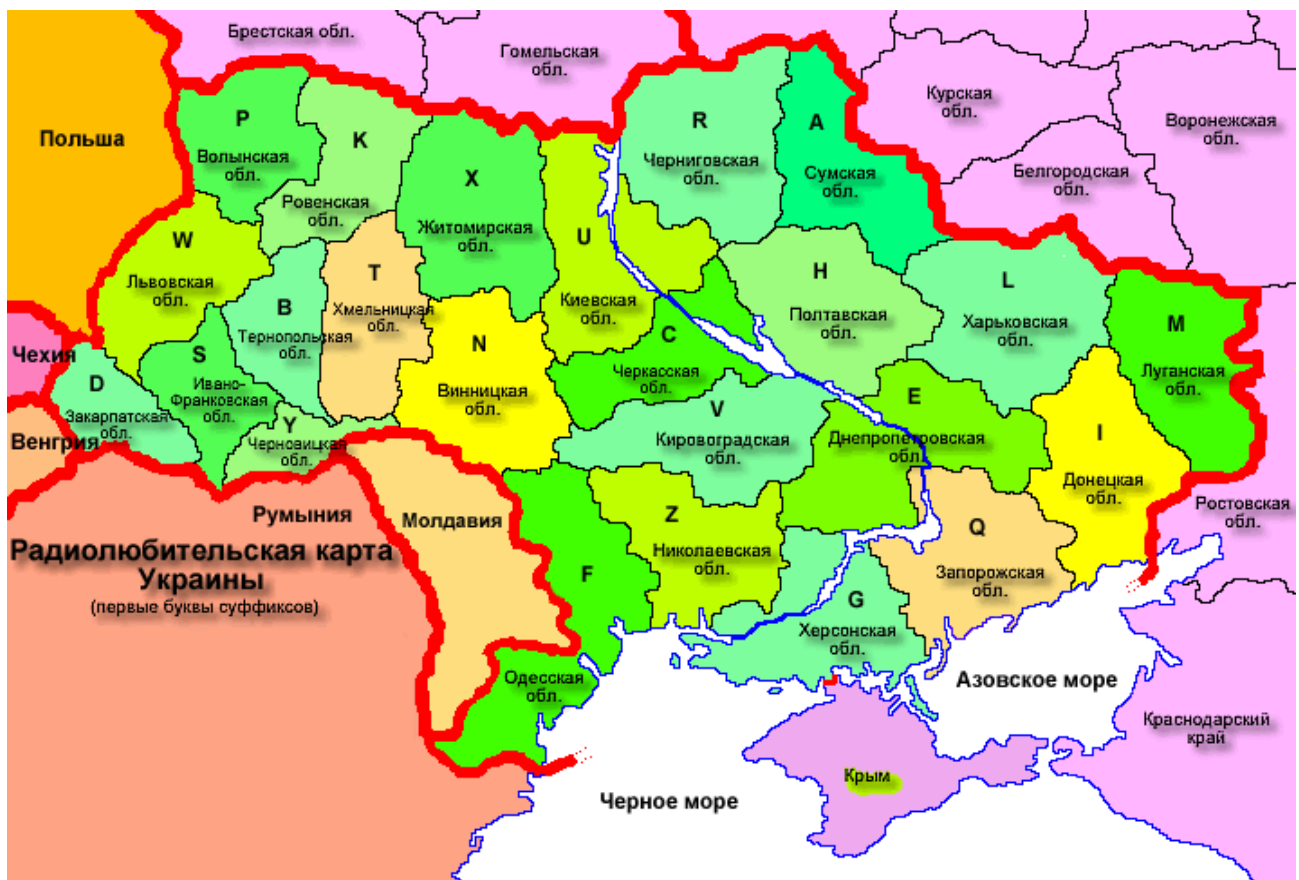 Брестская обл.
Гомельская
обл.
Курская
обл.
Воронежская
обл.
Белгородская
обл.
Польша
P
Волынская
обл.
K
Ровенская
обл.
X
Житомирская
обл.
U
Киевская
обл.
R
Черниговская
обл.
A
Сумская
обл.
W
Львовская
обл.
B
Тернопольская
обл.
T
Хмельницкая
обл.
N
Винницкая
обл.
C
Черкасская
обл.
H
Полтавская
обл.
L
Харьковская
обл.
M
Луганская
обл.
Чехия
D
Закарпатская
обл.
S
Ивано-
Франковская
обл.
Y
Черновицкая
обл.
V
Кировоградская
обл.
E
Днепропетровская
обл.
I
Донецкая
обл.
Венгрия
Румыния
Молдавия
Z
Николаевская
обл.
Q
Запорожская
обл.
Ростовская
обл.
Радиолюбительская карта
Украины
(первые буквы суффиксов)
F
Одесская
обл.
G
Херсонская
обл.
Азовское море
Краснодарский
край
Крым
Черное море